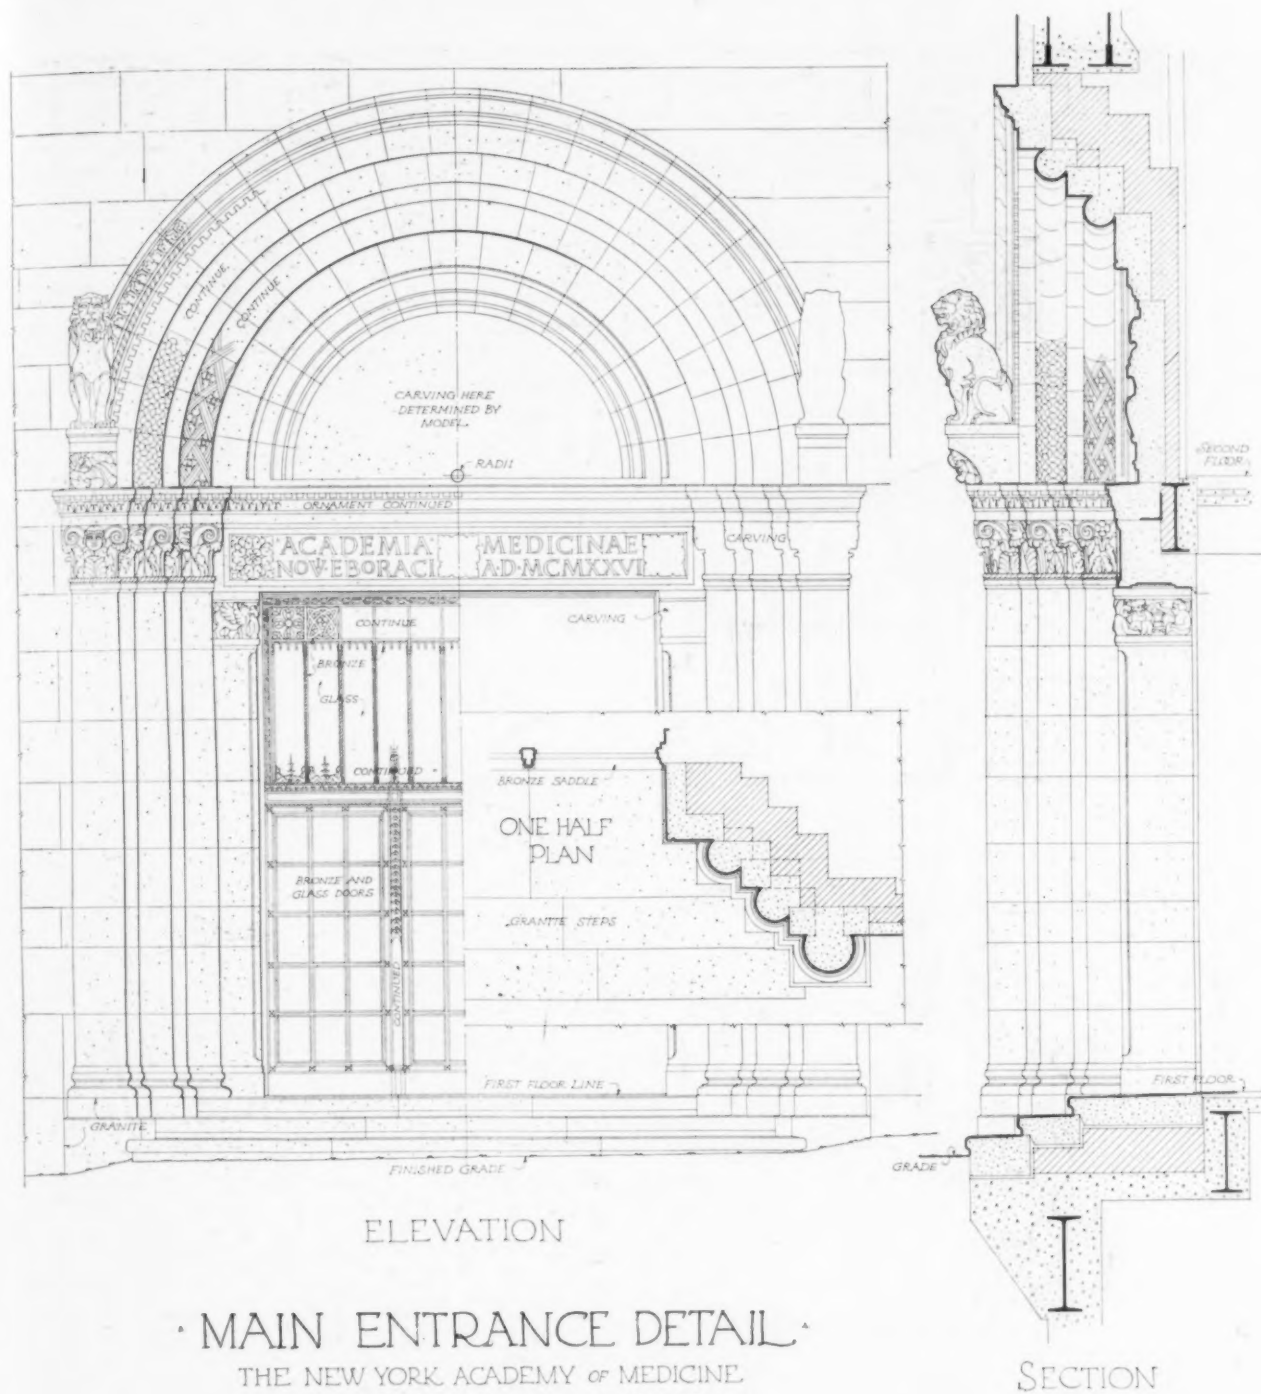 CONTINUE
CONTINUE
CARVING HERE
DETERMINED BY
MODEL
RADII
SECOND
FLOOR
ORNAMENT CONTINUED
ACADEMIA MEDICINAE
NOV·EBORACI A·D·MCMXXVI
CARVING
CONTINUE
CARVING
BRONZE
GLASS
CONTINUED
BRONZE SADDLE
ONE HALF
PLAN
BRONZE AND
GLASS DOORS
GRANITE STEPS
CONTINUED
FIRST FLOOR LINE
FIRST FLOOR
GRANITE
FINISHED GRADE
GRADE
ELEVATION
· MAIN ENTRANCE DETAIL ·
THE NEW YORK ACADEMY OF MEDICINE
SECTION